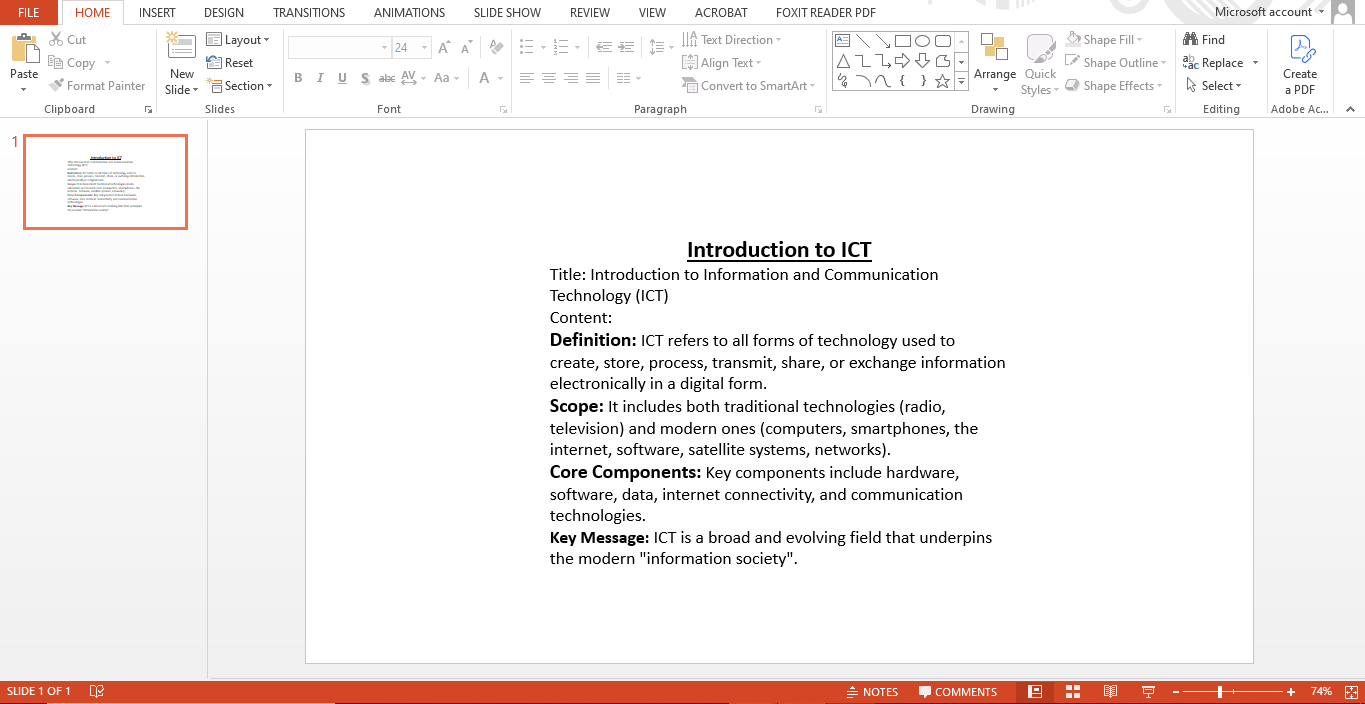 FILE HOME INSERT DESIGN TRANSITIONS ANIMATIONS SLIDE SHOW REVIEW VIEW ACROBAT FOXIT READER PDF Microsoft account
Paste
Cut
Copy
Format Painter
Clipboard
New Slide
Layout
Reset
Section
Slides
24
B I U S abc AV Aa A
Font
Text Direction
Align Text
Convert to SmartArt
Paragraph
Arrange
Quick Styles
Shape Fill
Shape Outline
Shape Effects
Drawing
Find
Replace
Select
Editing
Create a PDF
Adobe Ac...
1
Introduction to ICT
Title: Introduction to Information and Communication
Technology (ICT)
Content:
Definition: ICT refers to all forms of technology used to
create, store, process, transmit, share, or exchange information
electronically in a digital form.
Scope: It includes both traditional technologies (radio,
television) and modern ones (computers, smartphones, the
internet, software, satellite systems, networks).
Core Components: Key components include hardware,
software, data, internet connectivity, and communication
technologies.
Key Message: ICT is a broad and evolving field that underpins
the modern "information society".
SLIDE 1 OF 1 NOTES COMMENTS 74%